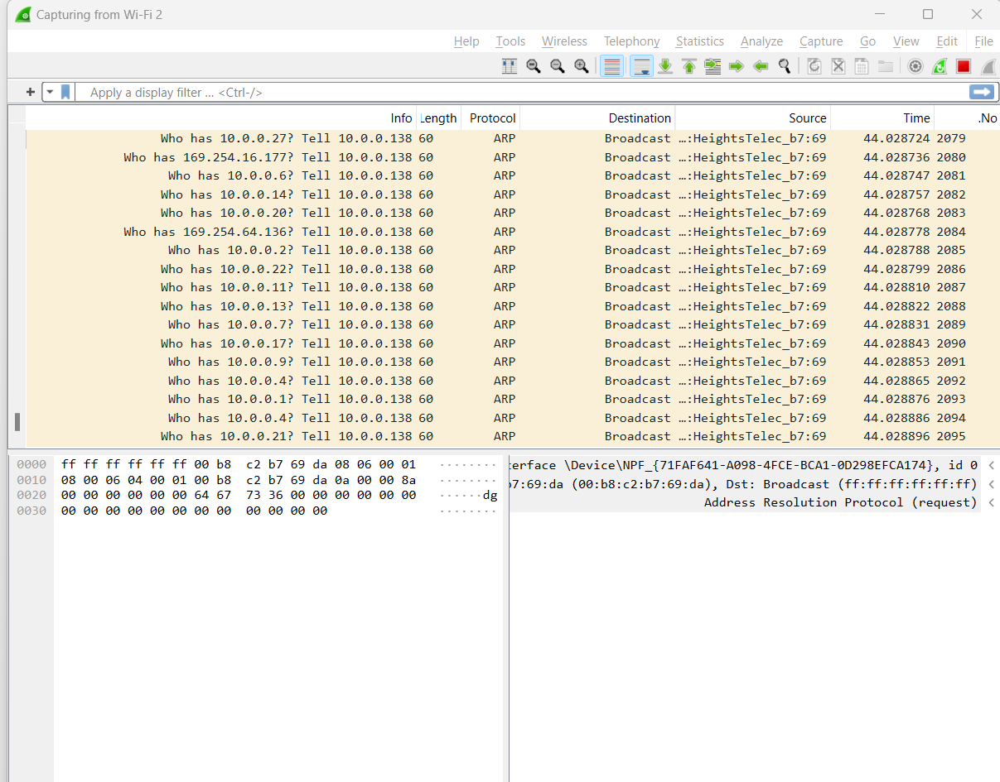 Capturing from Wi-Fi 2
Help Tools Wireless Telephony Statistics Analyze Capture Go View Edit File
Apply a display filter ... <Ctrl-/>
Info Length Protocol Destination Source Time .No
Who has 10.0.0.27? Tell 10.0.0.138 60 ARP Broadcast …:HeightsTelec_b7:69 44.028724 2079
Who has 169.254.16.177? Tell 10.0.0.138 60 ARP Broadcast …:HeightsTelec_b7:69 44.028736 2080
Who has 10.0.0.6? Tell 10.0.0.138 60 ARP Broadcast …:HeightsTelec_b7:69 44.028747 2081
Who has 10.0.0.14? Tell 10.0.0.138 60 ARP Broadcast …:HeightsTelec_b7:69 44.028757 2082
Who has 10.0.0.20? Tell 10.0.0.138 60 ARP Broadcast …:HeightsTelec_b7:69 44.028768 2083
Who has 169.254.64.136? Tell 10.0.0.138 60 ARP Broadcast …:HeightsTelec_b7:69 44.028778 2084
Who has 10.0.0.2? Tell 10.0.0.138 60 ARP Broadcast …:HeightsTelec_b7:69 44.028788 2085
Who has 10.0.0.22? Tell 10.0.0.138 60 ARP Broadcast …:HeightsTelec_b7:69 44.028799 2086
Who has 10.0.0.11? Tell 10.0.0.138 60 ARP Broadcast …:HeightsTelec_b7:69 44.028810 2087
Who has 10.0.0.13? Tell 10.0.0.138 60 ARP Broadcast …:HeightsTelec_b7:69 44.028822 2088
Who has 10.0.0.7? Tell 10.0.0.138 60 ARP Broadcast …:HeightsTelec_b7:69 44.028831 2089
Who has 10.0.0.17? Tell 10.0.0.138 60 ARP Broadcast …:HeightsTelec_b7:69 44.028843 2090
Who has 10.0.0.9? Tell 10.0.0.138 60 ARP Broadcast …:HeightsTelec_b7:69 44.028853 2091
Who has 10.0.0.4? Tell 10.0.0.138 60 ARP Broadcast …:HeightsTelec_b7:69 44.028865 2092
Who has 10.0.0.1? Tell 10.0.0.138 60 ARP Broadcast …:HeightsTelec_b7:69 44.028876 2093
Who has 10.0.0.4? Tell 10.0.0.138 60 ARP Broadcast …:HeightsTelec_b7:69 44.028886 2094
Who has 10.0.0.21? Tell 10.0.0.138 60 ARP Broadcast …:HeightsTelec_b7:69 44.028896 2095
0000 ff ff ff ff ff ff 00 b8 c2 b7 69 da 08 06 00 01 ········
0010 08 00 06 04 00 01 00 b8 c2 b7 69 da 0a 00 00 8a ········
0020 00 00 00 00 00 00 64 67 73 36 00 00 00 00 00 00 ······dg
0030 00 00 00 00 00 00 00 00 00 00 00 00 ········
terface \Device\NPF_{71FAF641-A098-4FCE-BCA1-0D298EFCA174}, id 0
b7:69:da (00:b8:c2:b7:69:da), Dst: Broadcast (ff:ff:ff:ff:ff:ff)
Address Resolution Protocol (request)